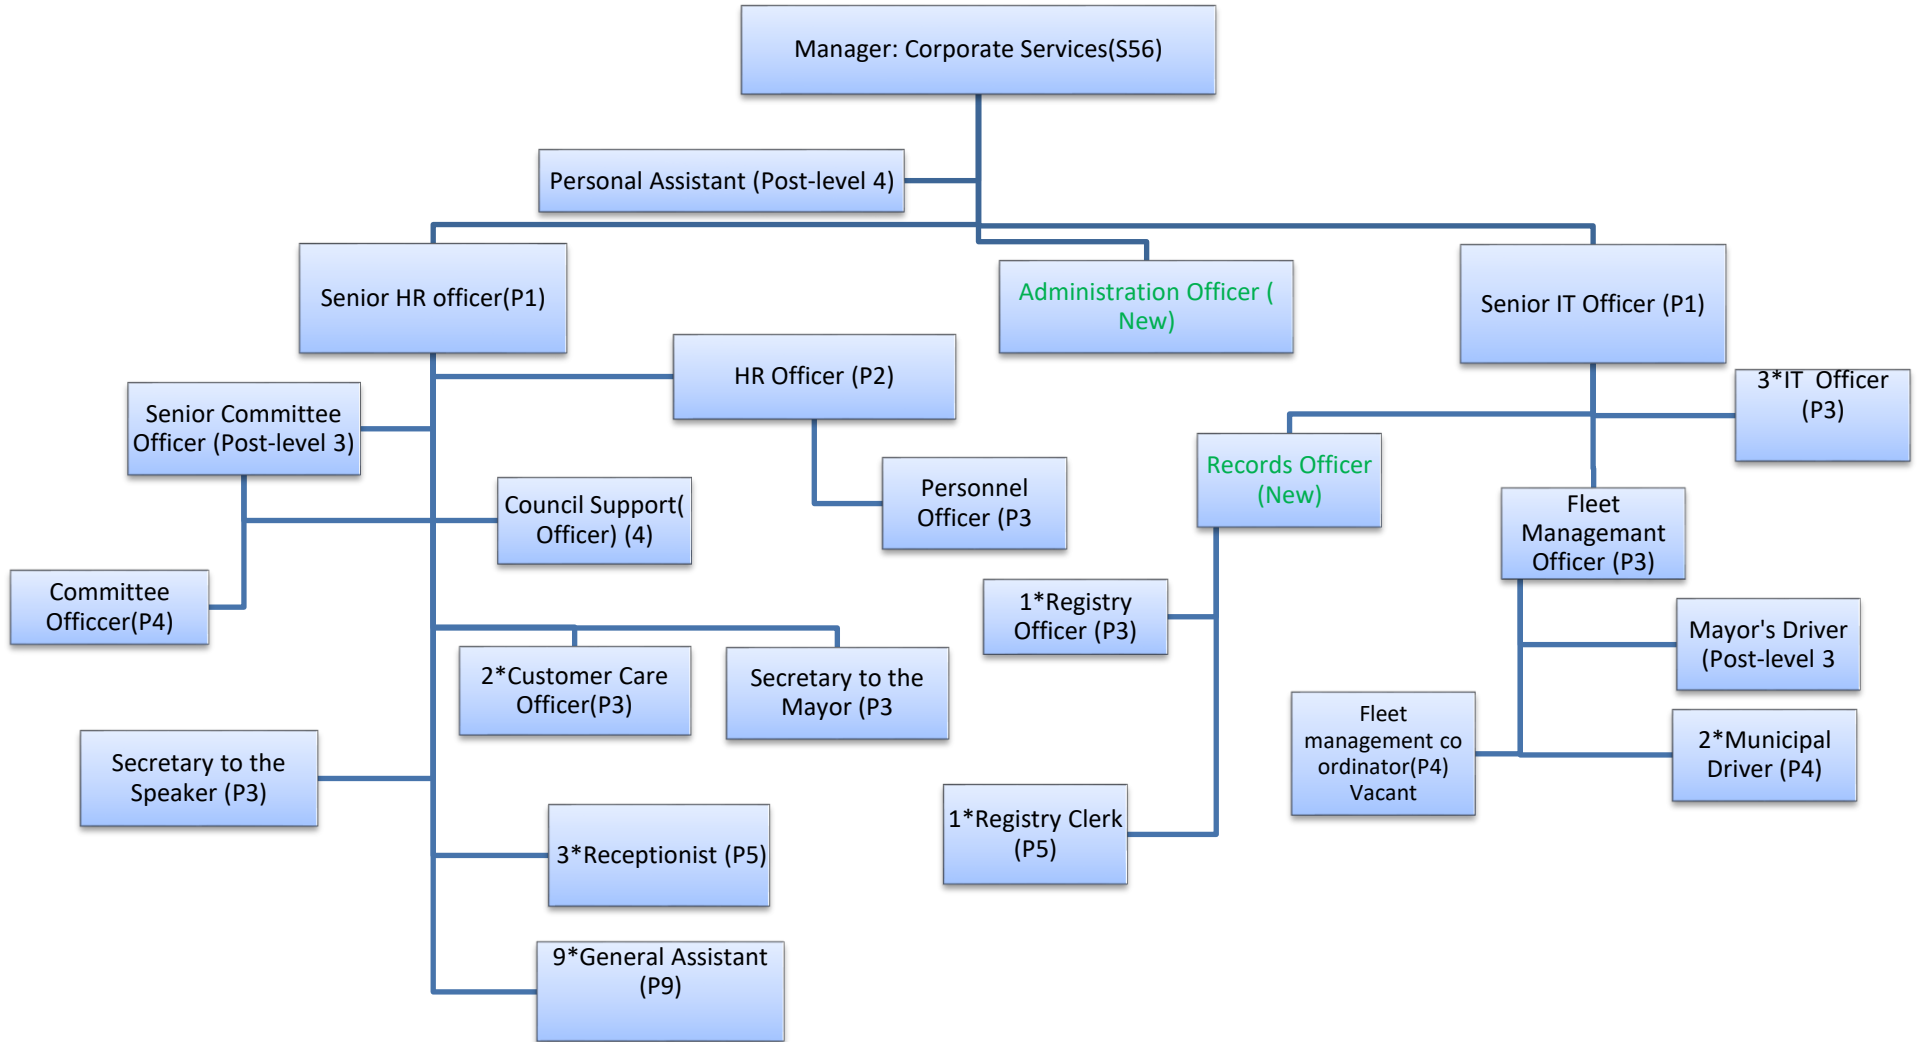 Manager: Corporate Services(S56)
Personal Assistant (Post-level 4)
Senior HR officer(P1)
Administration Officer (
New)
Senior IT Officer (P1)
HR Officer (P2)
3*IT  Officer
(P3)
Senior Committee
Officer (Post-level 3)
Records Officer
(New)
Personnel
Officer (P3
Council Support(
Officer) (4)
Fleet
Managemant
Officer (P3)
Committee
Officcer(P4)
1*Registry
Officer (P3)
Mayor's Driver
(Post-level 3
2*Customer Care
Officer(P3)
Secretary to the
Mayor (P3
Fleet
management co
ordinator(P4)
Vacant
2*Municipal
Driver (P4)
Secretary to the
Speaker (P3)
1*Registry Clerk
(P5)
3*Receptionist (P5)
9*General Assistant
(P9)